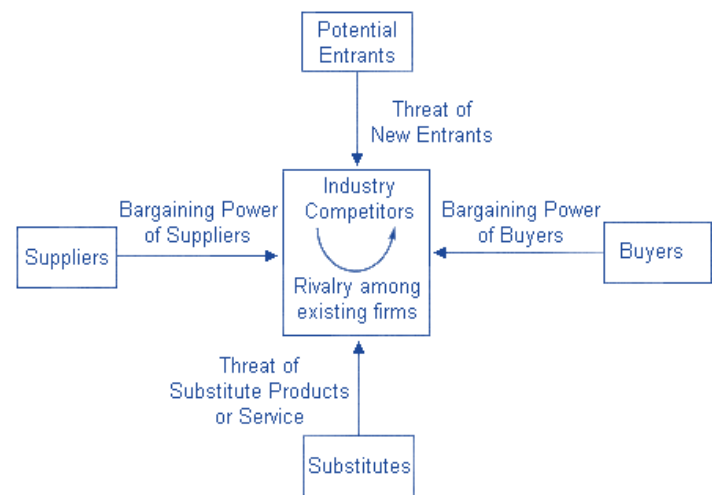 Potential
Entrants
Threat of
New Entrants
Industry
Competitors
Bargaining Power
of Suppliers
Bargaining Power
of Buyers
Suppliers
Buyers
Rivalry among
existing firms
Threat of
Substitute Products
or Service
Substitutes